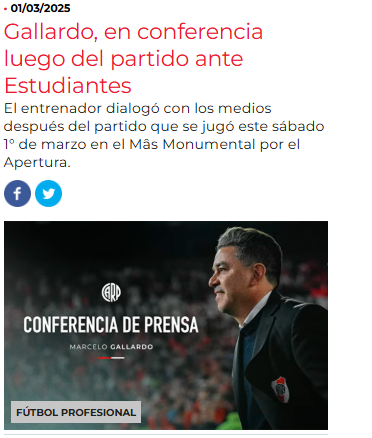 • 01/03/2025
Gallardo, en conferencia
luego del partido ante
Estudiantes
El entrenador dialogó con los medios
después del partido que se jugó este sábado
1° de marzo en el Mâs Monumental por el
Apertura.
CARP
CONFERENCIA DE PRENSA
MARCELO GALLARDO
FÚTBOL PROFESIONAL